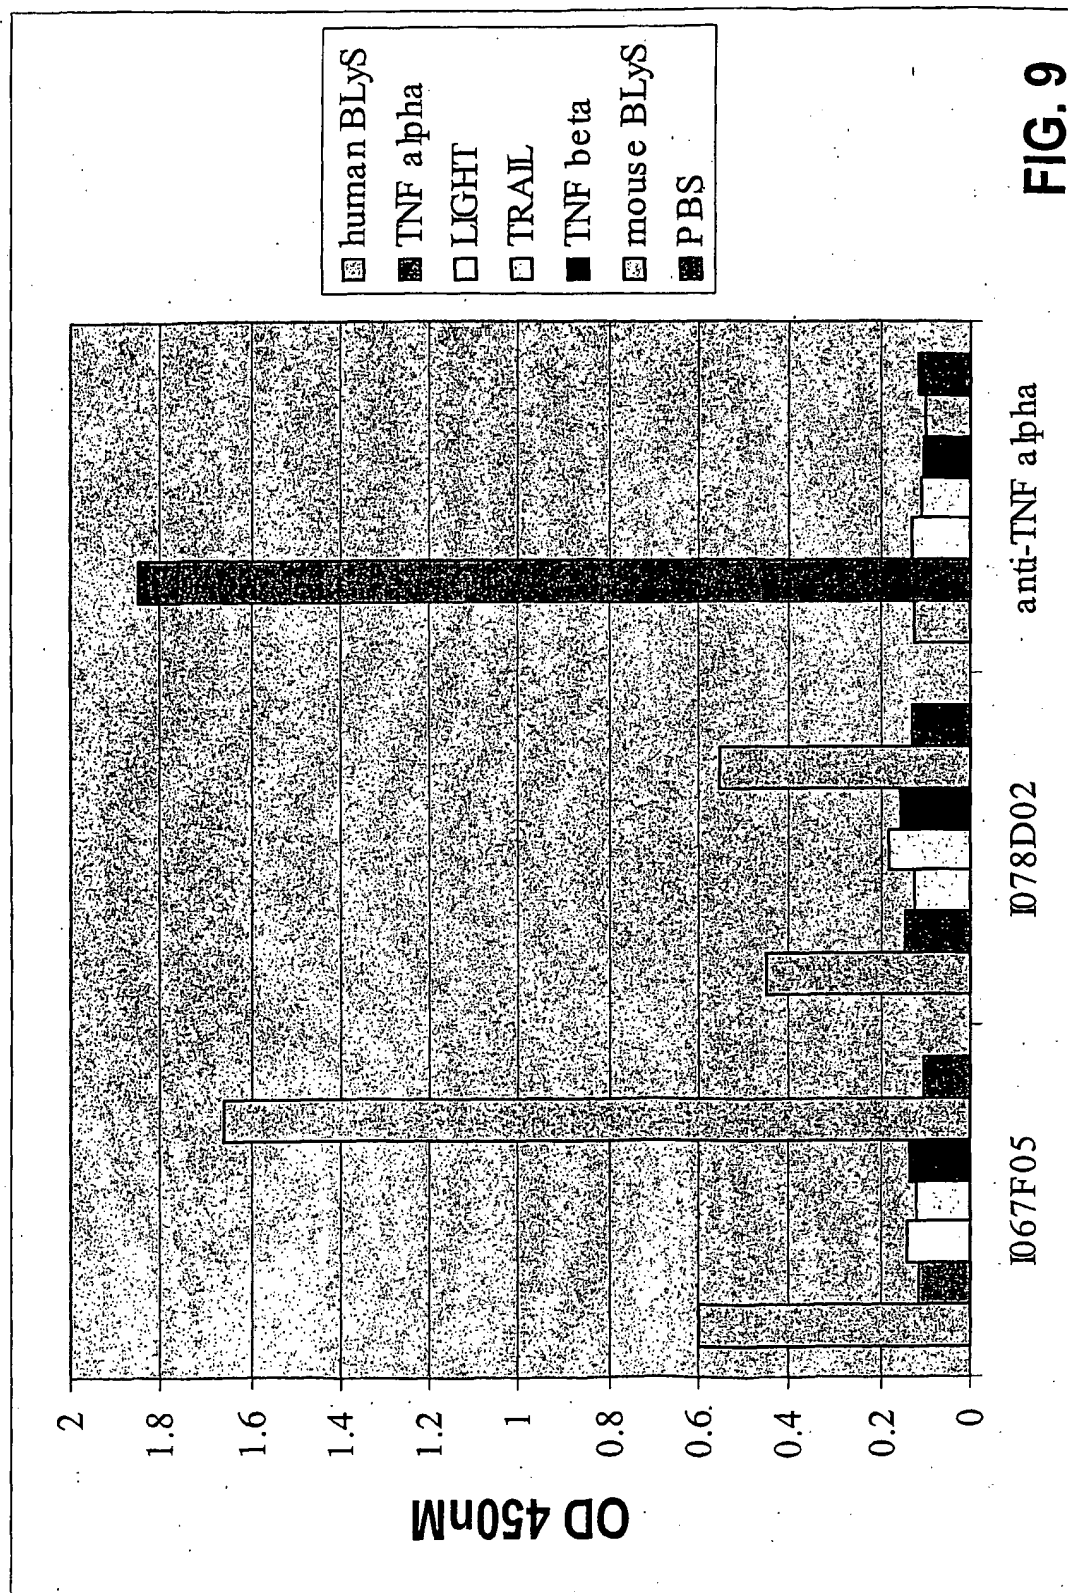 human BLyS
TNF alpha
LIGHT
TRAIL
TNF beta
mouse BLyS
PBS
2
1.8
1.6
1.4
1.2
1
0.8
0.6
0.4
0.2
0
OD 450nM
I067F05
I078D02
anti-TNF alpha
FIG. 9